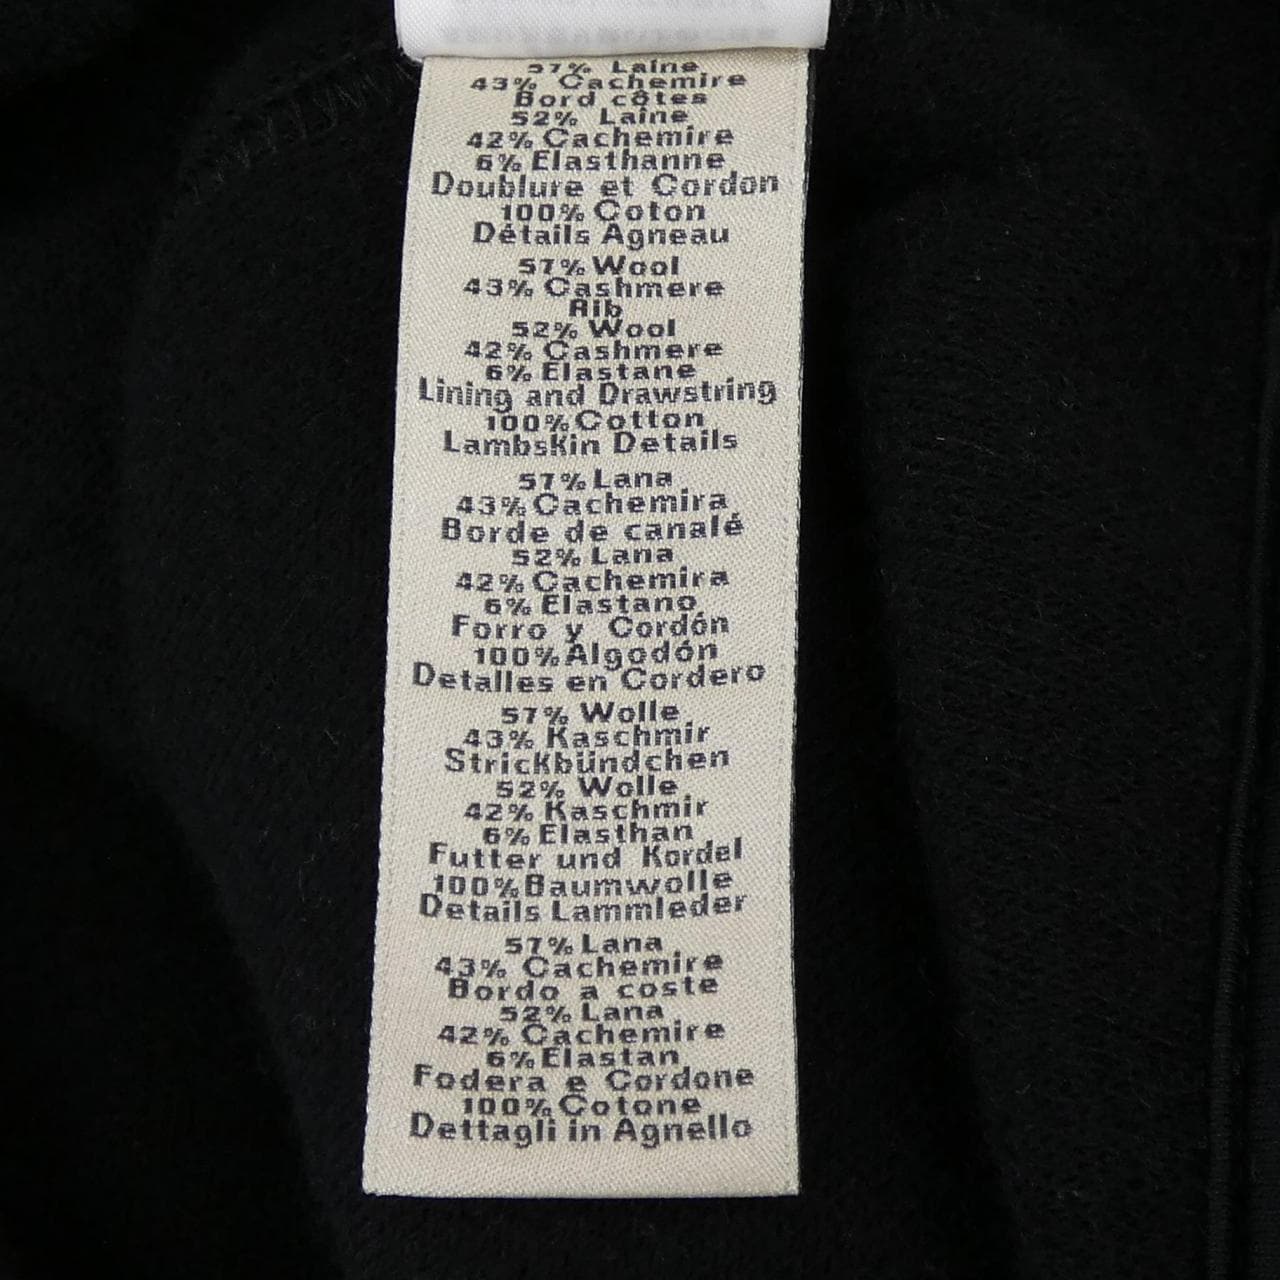 57% Laine
43% Cachemire
Bord côtes
52% Laine
42% Cachemire
6% Elasthanne
Doublure et Cordon
100% Coton
Détails Agneau
57% Wool
43% Cashmere
Rib
52% Wool
42% Cashmere
6% Elastane
Lining and Drawstring
100% Cotton
Lambskin Details
57% Lana
43% Cachemira
Borde de canalé
52% Lana
42% Cachemira
6% Elastano
Forro y Cordón
100% Algodón
Detalles en Cordero
57% Wolle
43% Kaschmir
Strickbündchen
52% Wolle
42% Kaschmir
6% Elasthan
Futter und Kordel
100% Baumwolle
Details Lammleder
57% Lana
43% Cachemire
Bordo a coste
52% Lana
42% Cachemire
6% Elastan
Fodera e Cordone
100% Cotone
Dettagli in Agnello